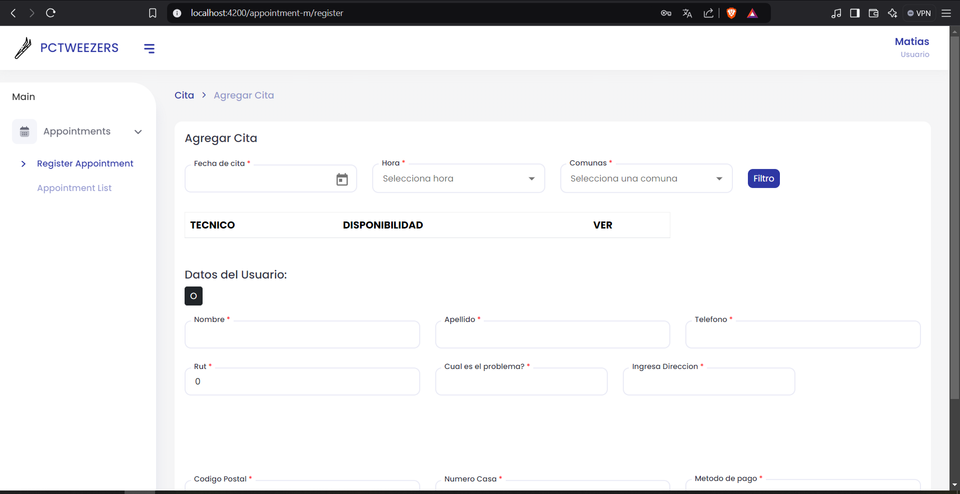 localhost:4200/appointment-m/register
VPN
PCTWEEZERS
Matias
Usuario
Main
Cita > Agregar Cita
Appointments
Register Appointment
Appointment List
Agregar Cita
Fecha de cita *
Hora *
Comunas *
Selecciona hora
Selecciona una comuna
Filtro
TECNICO DISPONIBILIDAD VER
Datos del Usuario:
O
Nombre *
Apellido *
Telefono *
Rut *
Cual es el problema? *
Ingresa Direccion *
0
Codigo Postal *
Numero Casa *
Metodo de pago *